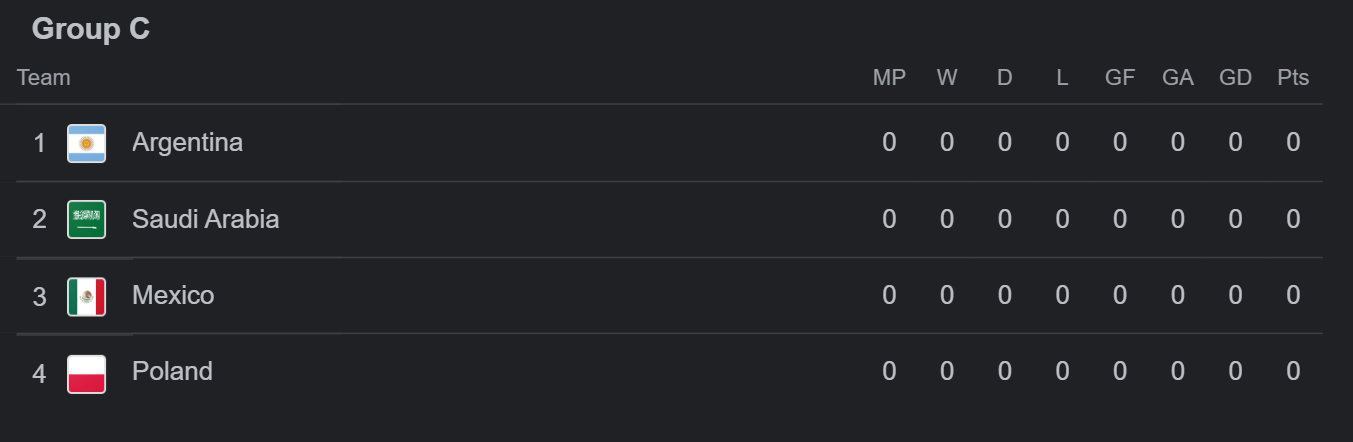 Group C
Team MP W D L GF GA GD Pts
1 Argentina 0 0 0 0 0 0 0 0
2 Saudi Arabia 0 0 0 0 0 0 0 0
3 Mexico 0 0 0 0 0 0 0 0
4 Poland 0 0 0 0 0 0 0 0